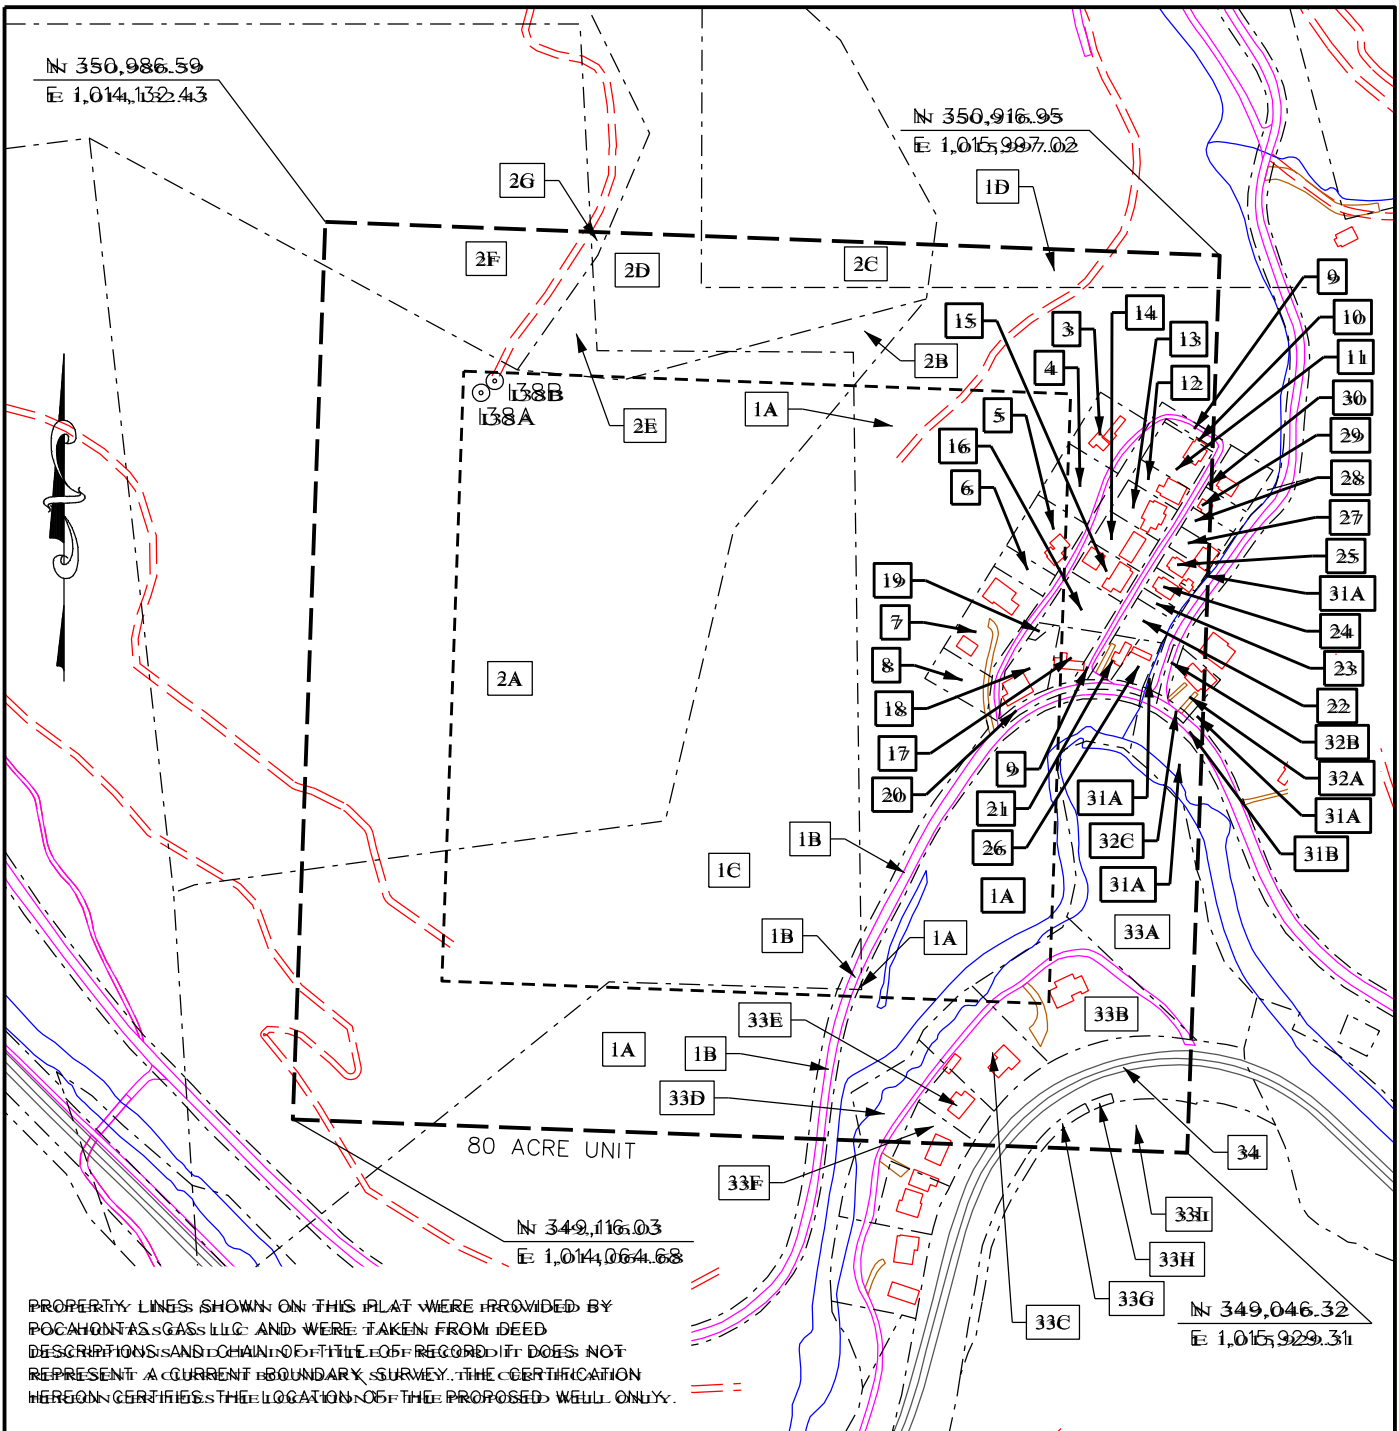 N 350,986.59
E 1,014,132.43
N 350,916.95
E 1,015,997.02
2G
1D
2F
2D
2C
9
15
3
14
10
13
11
2B
4
12
138B
138A
30
1A
5
2E
29
16
28
6
27
25
19
31A
7
24
8
23
2A
18
22
17
32B
9
32A
20
21
31A
31A
1B
26
32C
31B
1C
31A
1A
33A
1B
1A
33E
33B
1A
1B
33D
80 ACRE UNIT
34
33F
33I
N 349,116.03
E 1,014,064.68
33H
33G
33C
N 349,046.32
E 1,015,929.31
PROPERTY LINES SHOWN ON THIS PLAT WERE PROVIDED BY
POCAHONTAS GAS LLC AND WERE TAKEN FROM DEED
DESCRIPTIONS AND CHAIN OF TITLE OF RECORD IT DOES NOT
REPRESENT A CURRENT BOUNDARY SURVEY. THE CERTIFICATION
HEREON CERTIFIES THE LOCATION OF THE PROPOSED WELL ONLY.